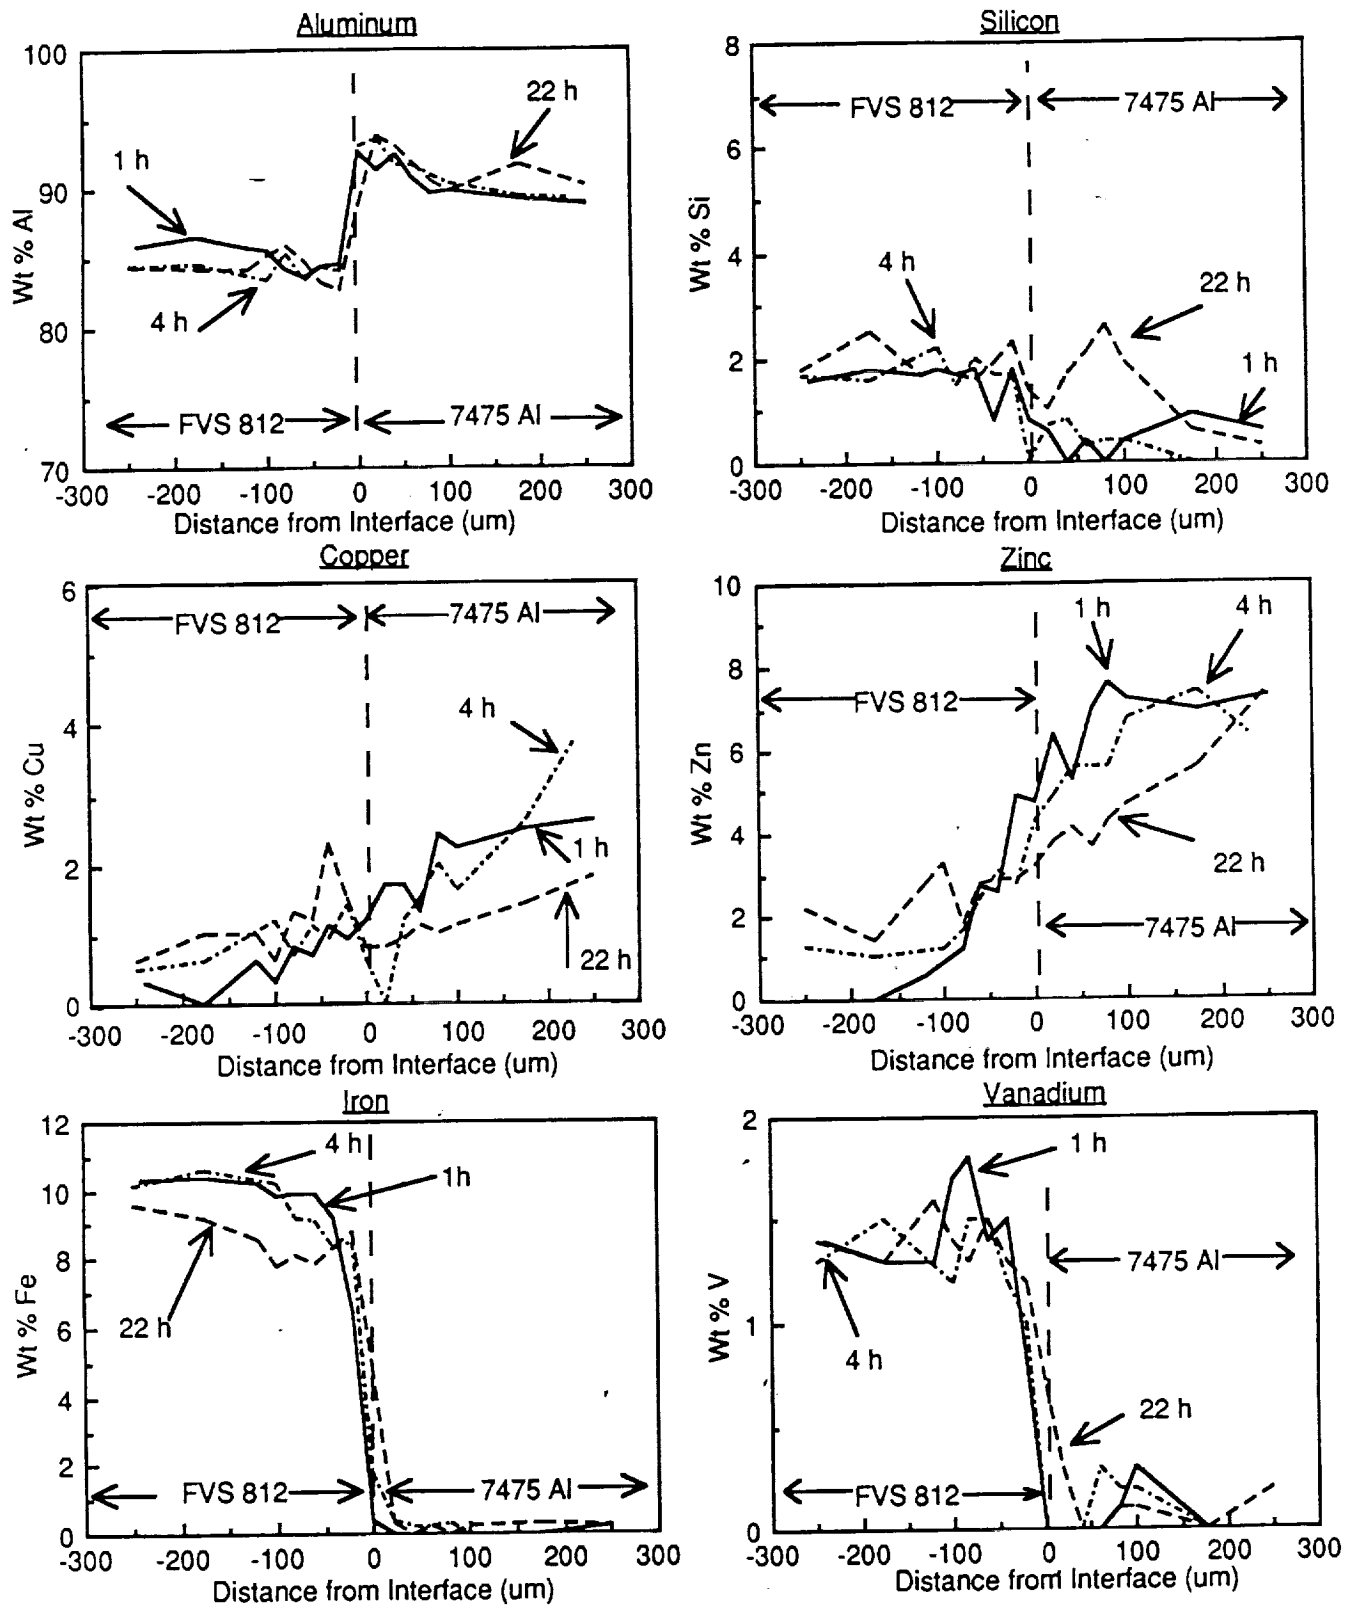 Aluminum
100
90
80
70
Wt % Al
1 h
22 h
4 h
FVS 812
7475 Al
-300 -200 -100 0 100 200 300
Distance from Interface (um)
Silicon
8
6
4
2
0
Wt % Si
FVS 812
7475 Al
4 h
22 h
1 h
-300 -200 -100 0 100 200 300
Distance from Interface (um)
Copper
6
4
2
0
Wt % Cu
FVS 812
7475 Al
4 h
1 h
22 h
-300 -200 -100 0 100 200 300
Distance from Interface (um)
Zinc
10
8
6
4
2
0
Wt % Zn
1 h
4 h
FVS 812
22 h
7475 Al
-300 -200 -100 0 100 200 300
Distance from Interface (um)
Iron
12
10
8
6
4
2
0
Wt % Fe
4 h
1h
22 h
FVS 812
7475 Al
-300 -200 -100 0 100 200 300
Distance from Interface (um)
Vanadium
2
1
0
Wt % V
1 h
7475 Al
4 h
22 h
FVS 812
-300 -200 -100 0 100 200 300
Distance from Interface (um)